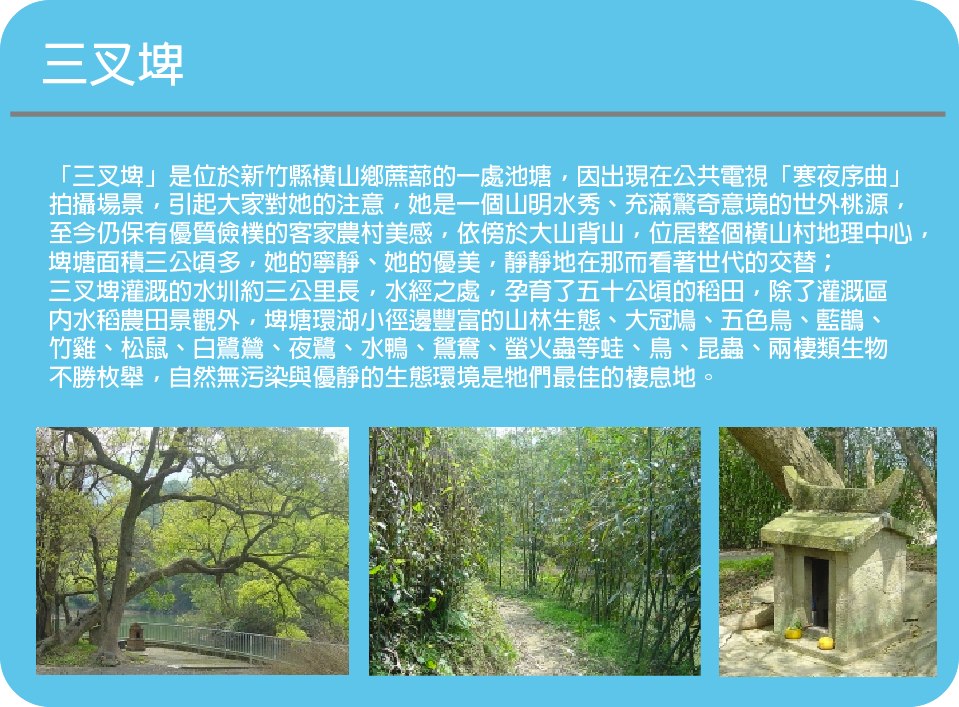 三叉埤
「三叉埤」是位於新竹縣橫山鄉蔗蔀的一處池塘，因出現在公共電視「寒夜序曲」
拍攝場景，引起大家對她的注意，她是一個山明水秀、充滿驚奇意境的世外桃源，
至今仍保有優質儉樸的客家農村美感，依傍於大山背山，位居整個橫山村地理中心，
埤塘面積三公頃多，她的寧靜、她的優美，靜靜地在那而看著世代的交替；
三叉埤灌溉的水圳約三公里長，水經之處，孕育了五十公頃的稻田，除了灌溉區
內水稻農田景觀外，埤塘環湖小徑邊豐富的山林生態、大冠鳩、五色鳥、藍鵲、
竹雞、松鼠、白鷺鷥、夜鷺、水鴨、鴛鴦、螢火蟲等蛙、鳥、昆蟲、兩棲類生物
不勝枚舉，自然無污染與優靜的生態環境是牠們最佳的棲息地。